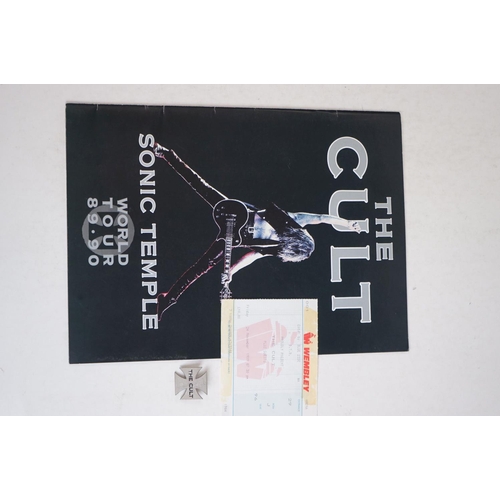 THE
CULT
SONIC TEMPLE
WORLD
TOUR
89.90
WEMBLEY
THE CULT